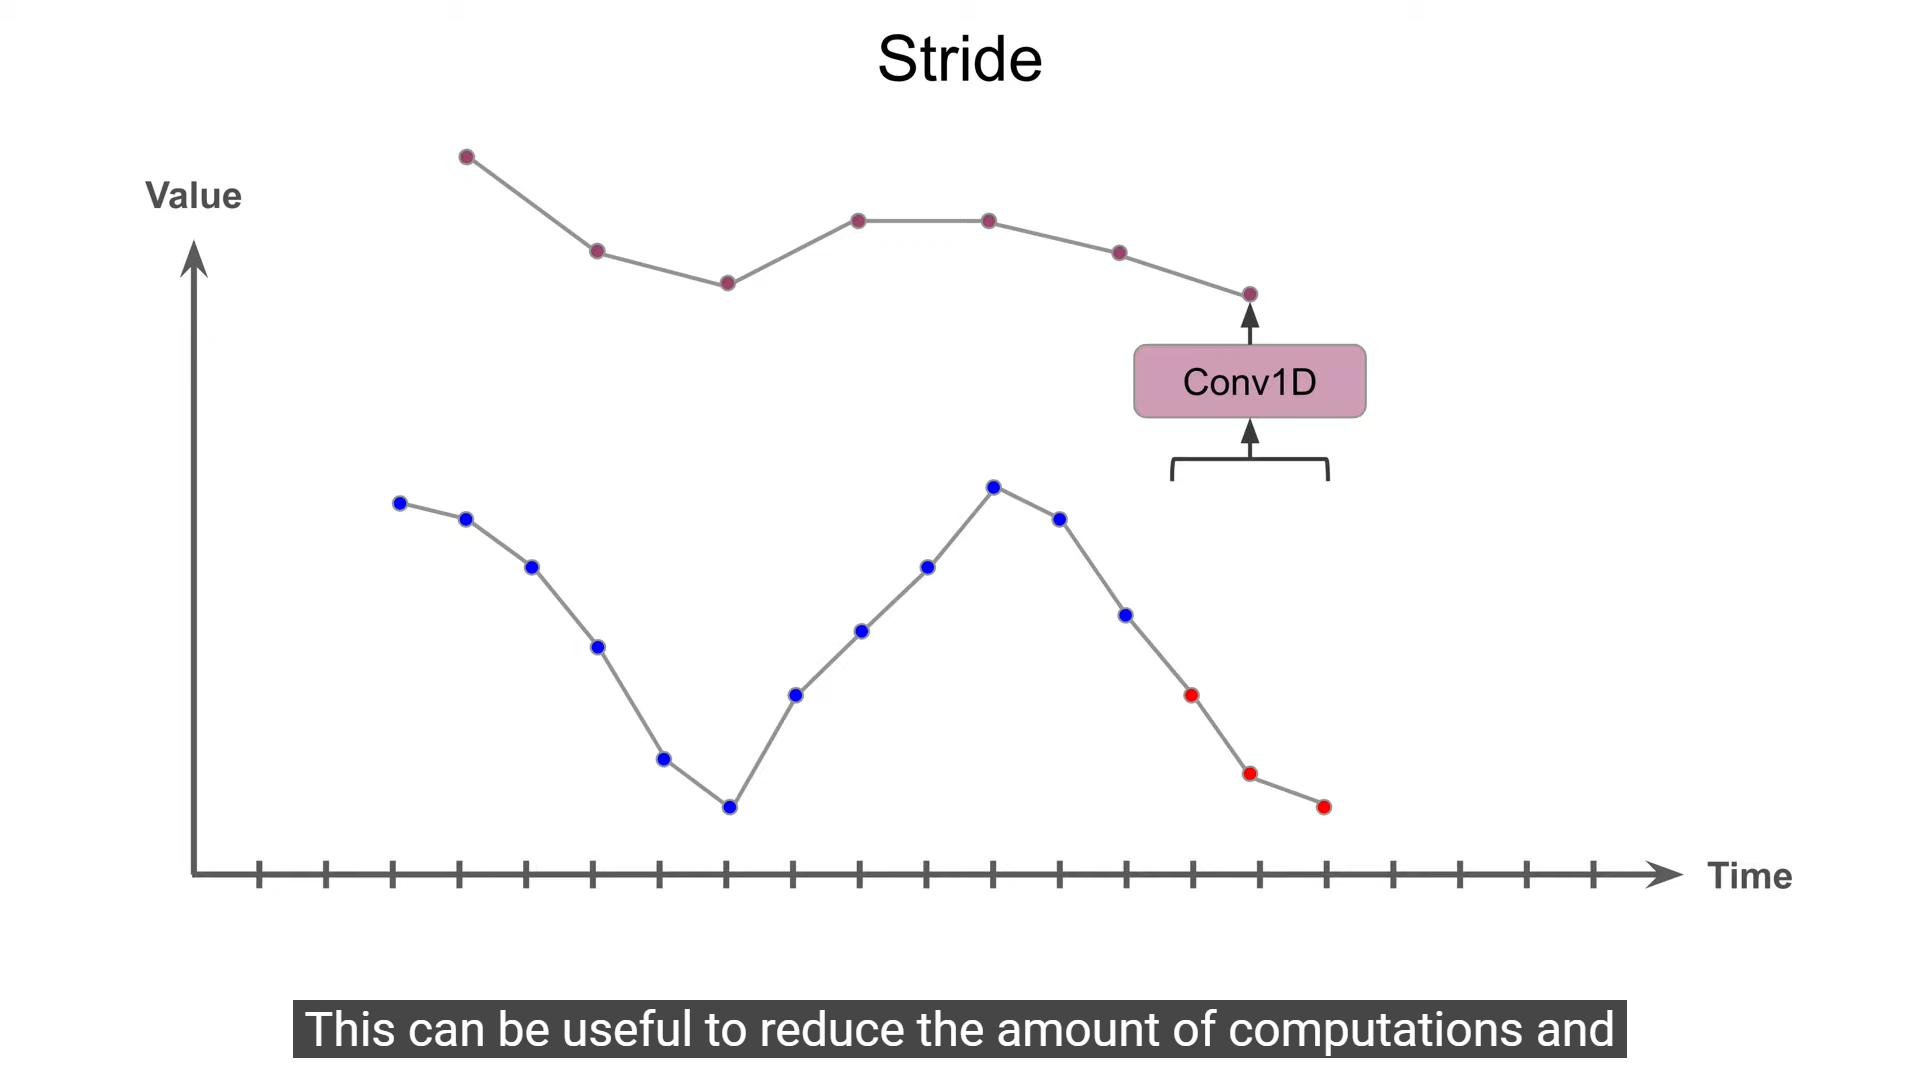 Stride
Value
Conv1D
Time
This can be useful to reduce the amount of computations and